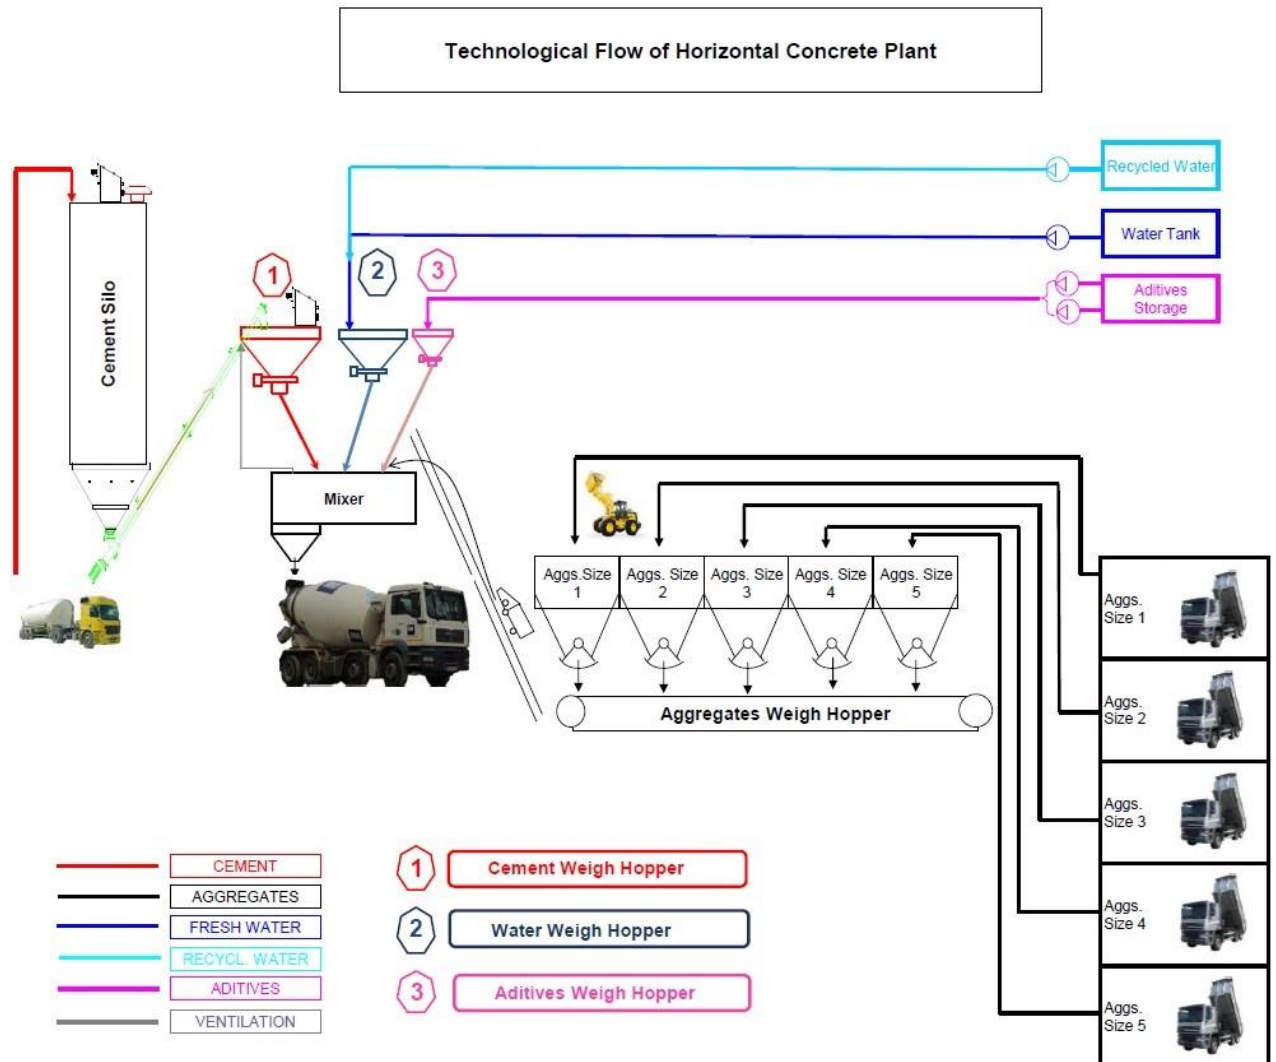 Technological Flow of Horizontal Concrete Plant
Recycled Water
Water Tank
Aditives
Storage
1
2
3
Cement Silo
Mixer
Aggs.Size
1
Aggs. Size
2
Aggs. Size
3
Aggs. Size
4
Aggs. Size
5
Aggregates Weigh Hopper
Aggs.
Size 1
Aggs.
Size 2
Aggs.
Size 3
Aggs.
Size 4
Aggs.
Size 5
CEMENT
AGGREGATES
FRESH WATER
RECYCL. WATER
ADITIVES
VENTILATION
1 Cement Weigh Hopper
2 Water Weigh Hopper
3 Aditives Weigh Hopper